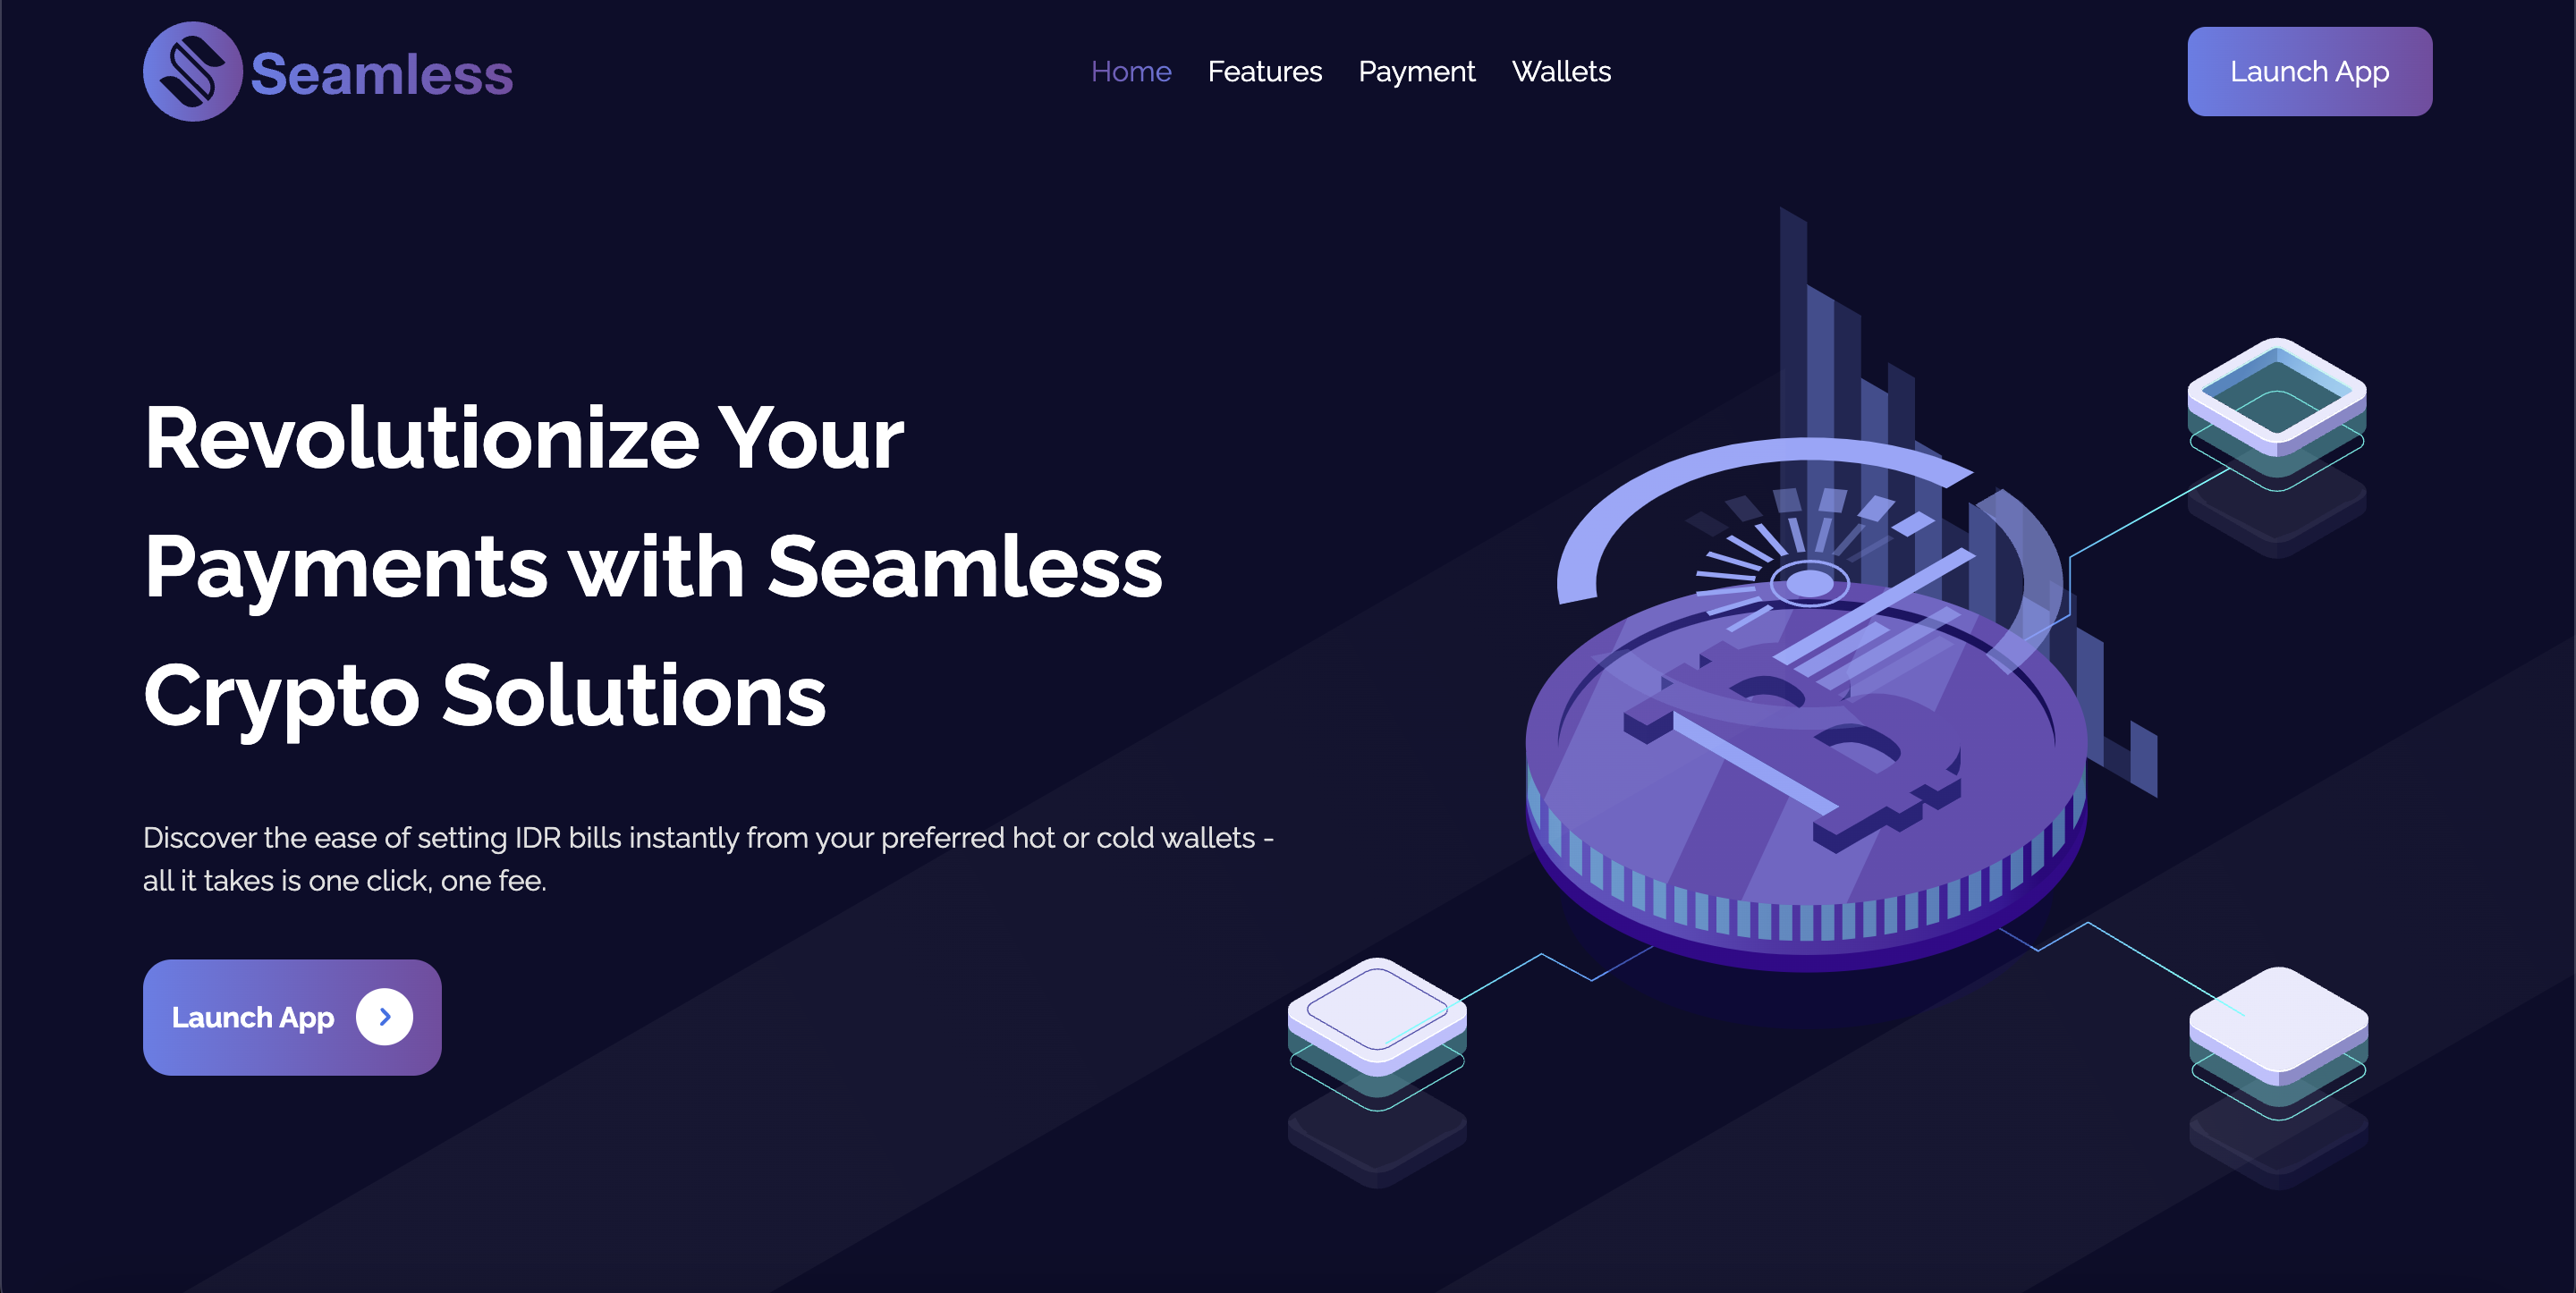 Seamless
Home Features Payment Wallets
Launch App
Revolutionize Your
Payments with Seamless
Crypto Solutions
Discover the ease of setting IDR bills instantly from your preferred hot or cold wallets -
all it takes is one click, one fee.
Launch App